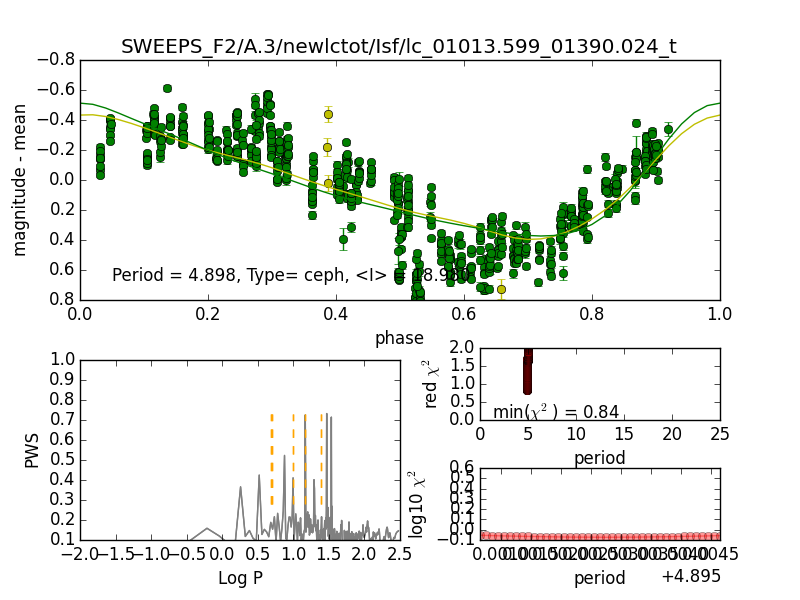 SWEEPS_F2/A.3/newlctot/Isf/lc_01013.599_01390.024_t
magnitude - mean
−0.8
−0.6
−0.4
−0.2
0.0
0.2
0.4
0.6
0.8
Period = 4.898, Type= ceph, <I> = 18.980
0.0 0.2 0.4 0.6 0.8 1.0
phase
PWS
1.0
0.9
0.8
0.7
0.6
0.5
0.4
0.3
0.2
0.1
−2.0 −1.5 −1.0 −0.5 0.0 0.5 1.0 1.5 2.0 2.5
Log P
red χ²
2.0
1.5
1.0
0.5
0.0
min(χ² ) = 0.84
0 5 10 15 20 25
period
log10 χ²
0.6
0.5
0.4
0.3
0.2
0.1
0.0
−0.1
0.0000 0.0005 0.0010 0.0015 0.0020 0.0025 0.0030 0.0035 0.0040 0.0045
period
+4.895